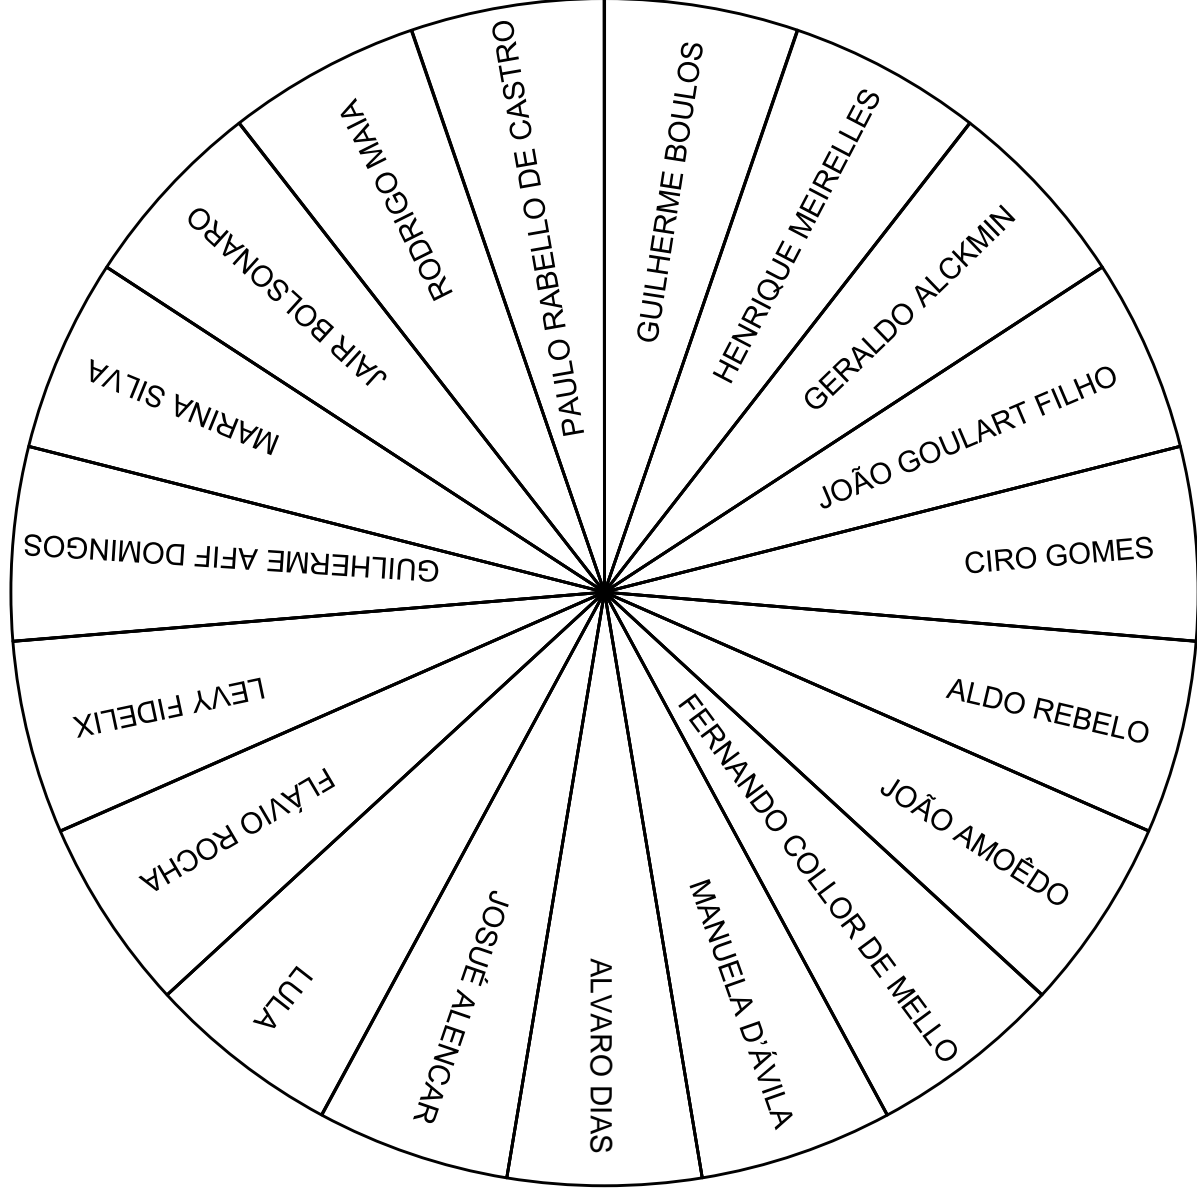 GUILHERME BOULOS
HENRIQUE MEIRELLES
GERALDO ALCKMIN
JOÃO GOULART FILHO
CIRO GOMES
ALDO REBELO
JOÃO AMOÊDO
FERNANDO COLLOR DE MELLO
MANUELA D’ÁVILA
ALVARO DIAS
JOSUÉ ALENCAR
LULA
FLÁVIO ROCHA
LEVY FIDELIX
GUILHERME AFIF DOMINGOS
MARINA SILVA
JAIR BOLSONARO
RODRIGO MAIA
PAULO RABELLO DE CASTRO